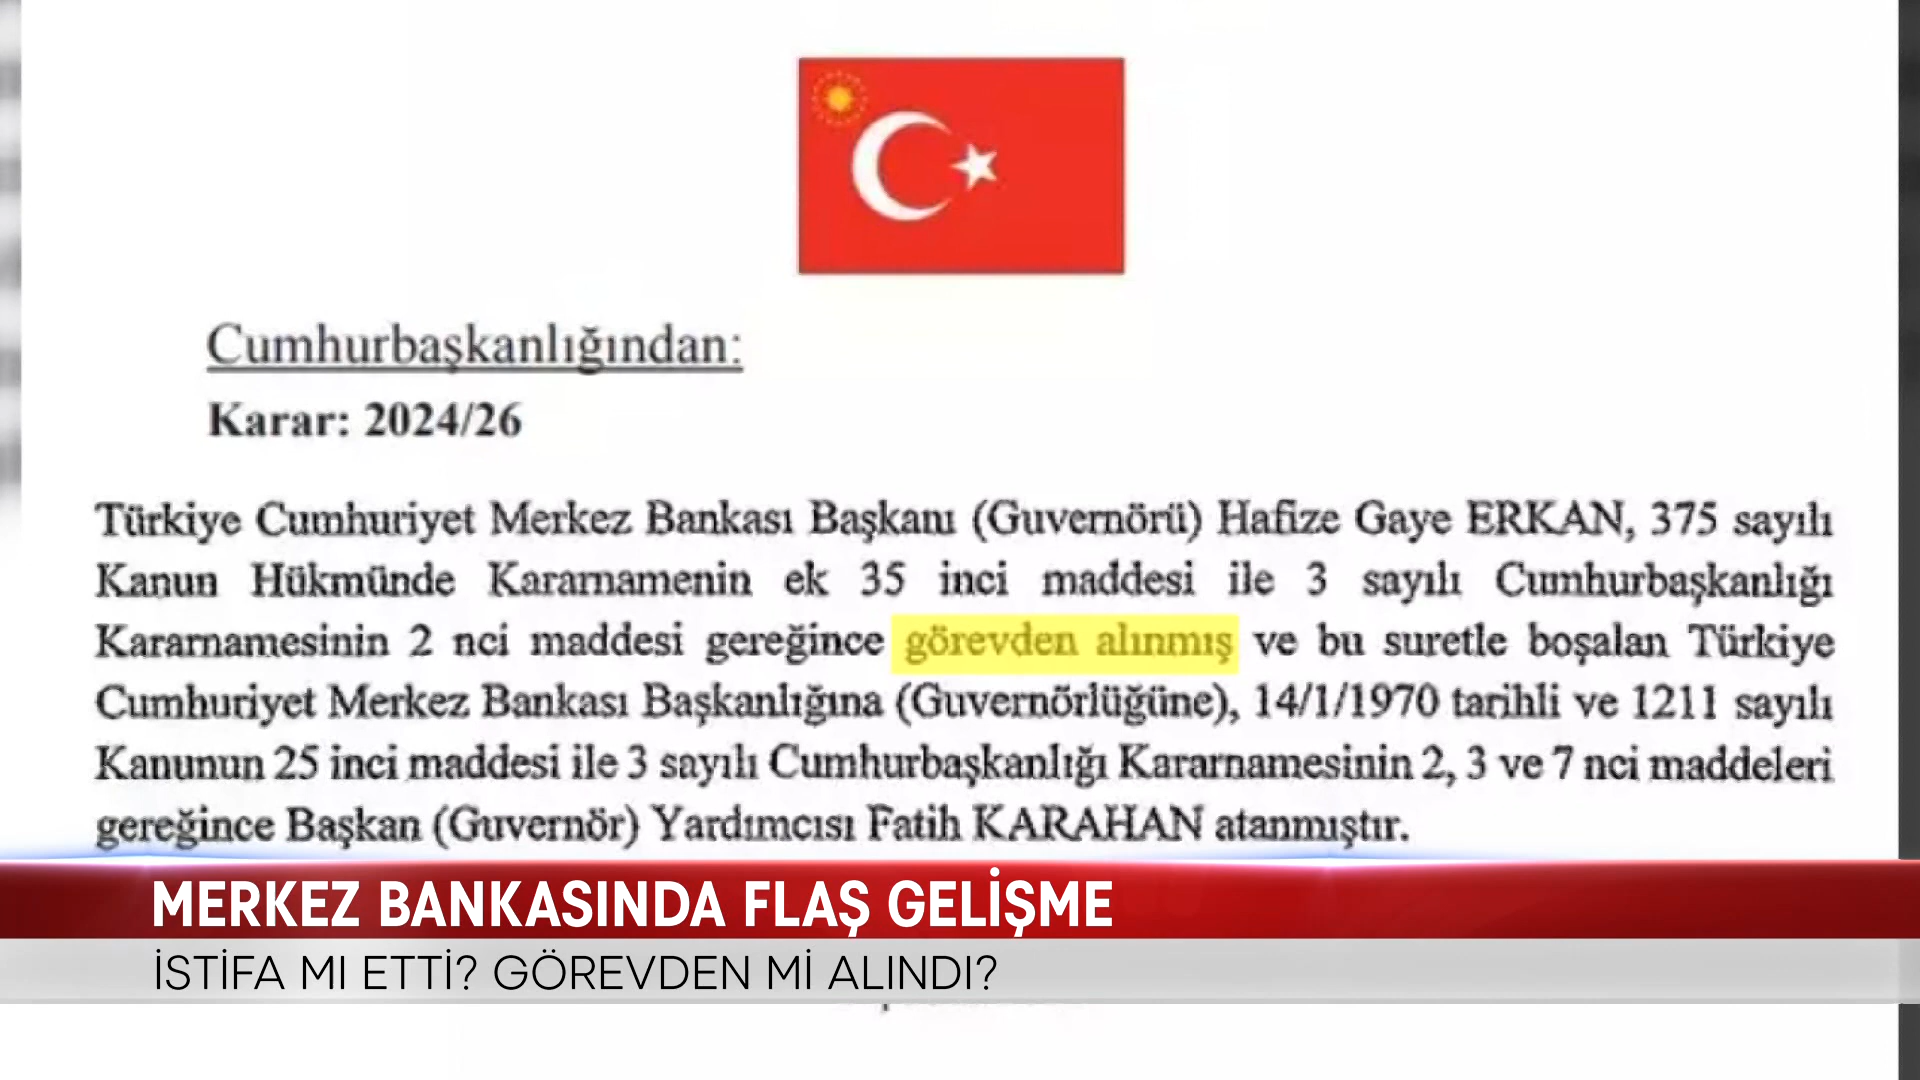 Cumhurbaşkanlığından:
Karar: 2024/26
Türkiye Cumhuriyet Merkez Bankası Başkanı (Guvernörü) Hafize Gaye ERKAN, 375 sayılı
Kanun Hükmünde Kararnamenin ek 35 inci maddesi ile 3 sayılı Cumhurbaşkanlığı
Kararnamesinin 2 nci maddesi gereğince görevden alınmış ve bu suretle boşalan Türkiye
Cumhuriyet Merkez Bankası Başkanlığına (Guvernörlüğüne), 14/1/1970 tarihli ve 1211 sayılı
Kanunun 25 inci maddesi ile 3 sayılı Cumhurbaşkanlığı Kararnamesinin 2, 3 ve 7 nci maddeleri
gereğince Başkan (Guvernör) Yardımcısı Fatih KARAHAN atanmıştır.
MERKEZ BANKASINDA FLAŞ GELİŞME
İSTİFA MI ETTİ? GÖREVDEN Mİ ALINDI?